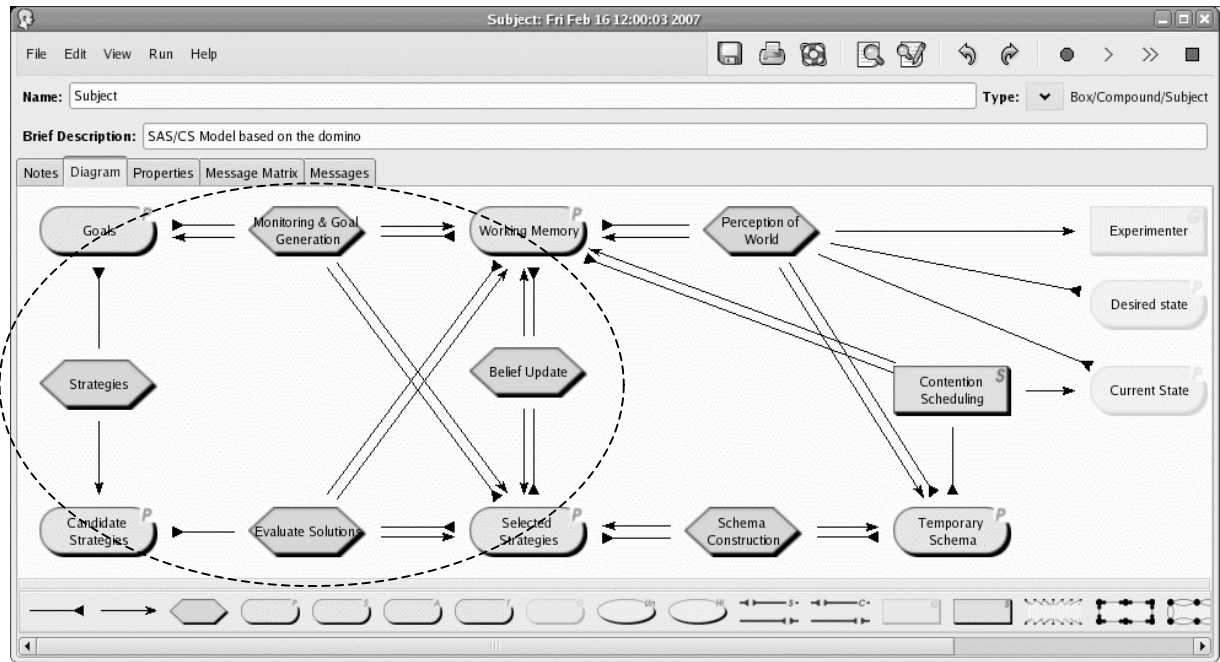 Subject: Fri Feb 16 12:00:03 2007
File Edit View Run Help
Name: Subject Type: Box/Compound/Subject
Brief Description: SAS/CS Model based on the domino
Notes Diagram Properties Message Matrix Messages
Goals P
Monitoring & Goal
Generation
Working Memory P
Perception of
World
Experimenter G
Desired state P
Strategies
Belief Update
Contention
Scheduling S
Current State P
Candidate
Strategies P
Evaluate Solutions
Selected
Strategies P
Schema
Construction
Temporary
Schema P
P S A I G Un Hi S C G S